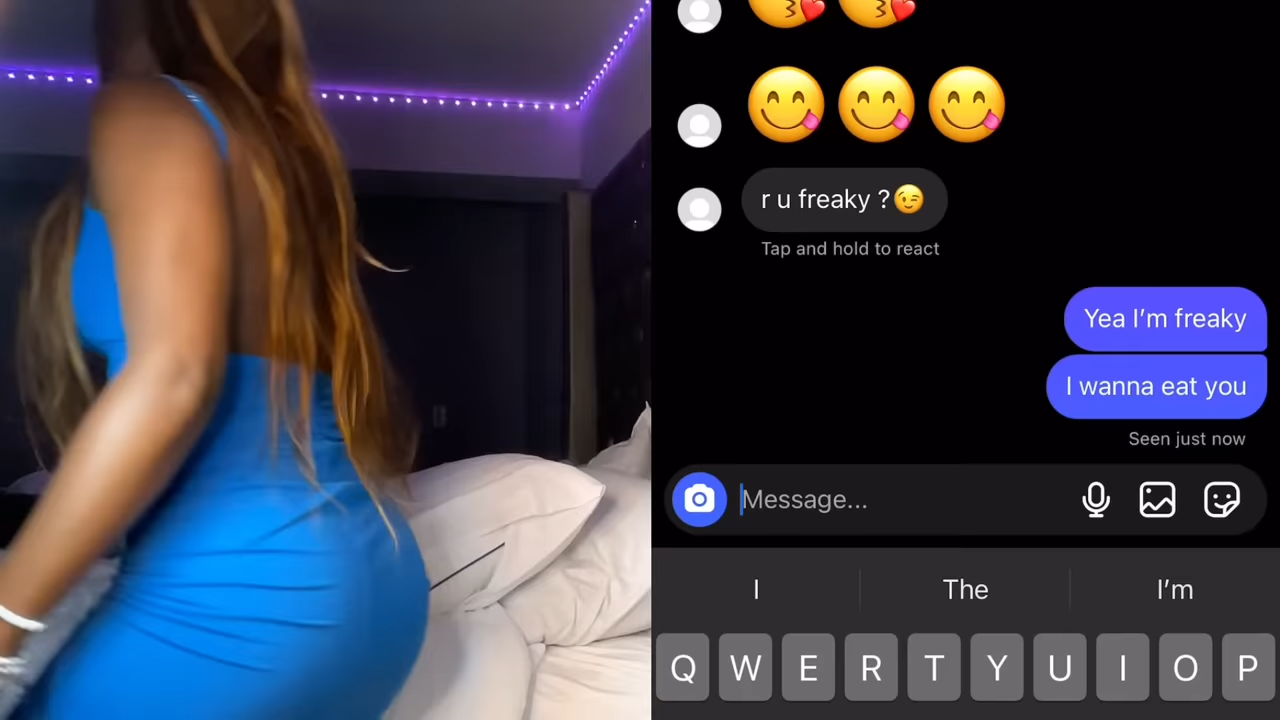 r u freaky ?😉
Tap and hold to react
Yea I’m freaky
I wanna eat you
Seen just now
Message...
I The I’m
Q W E R T Y U I O P